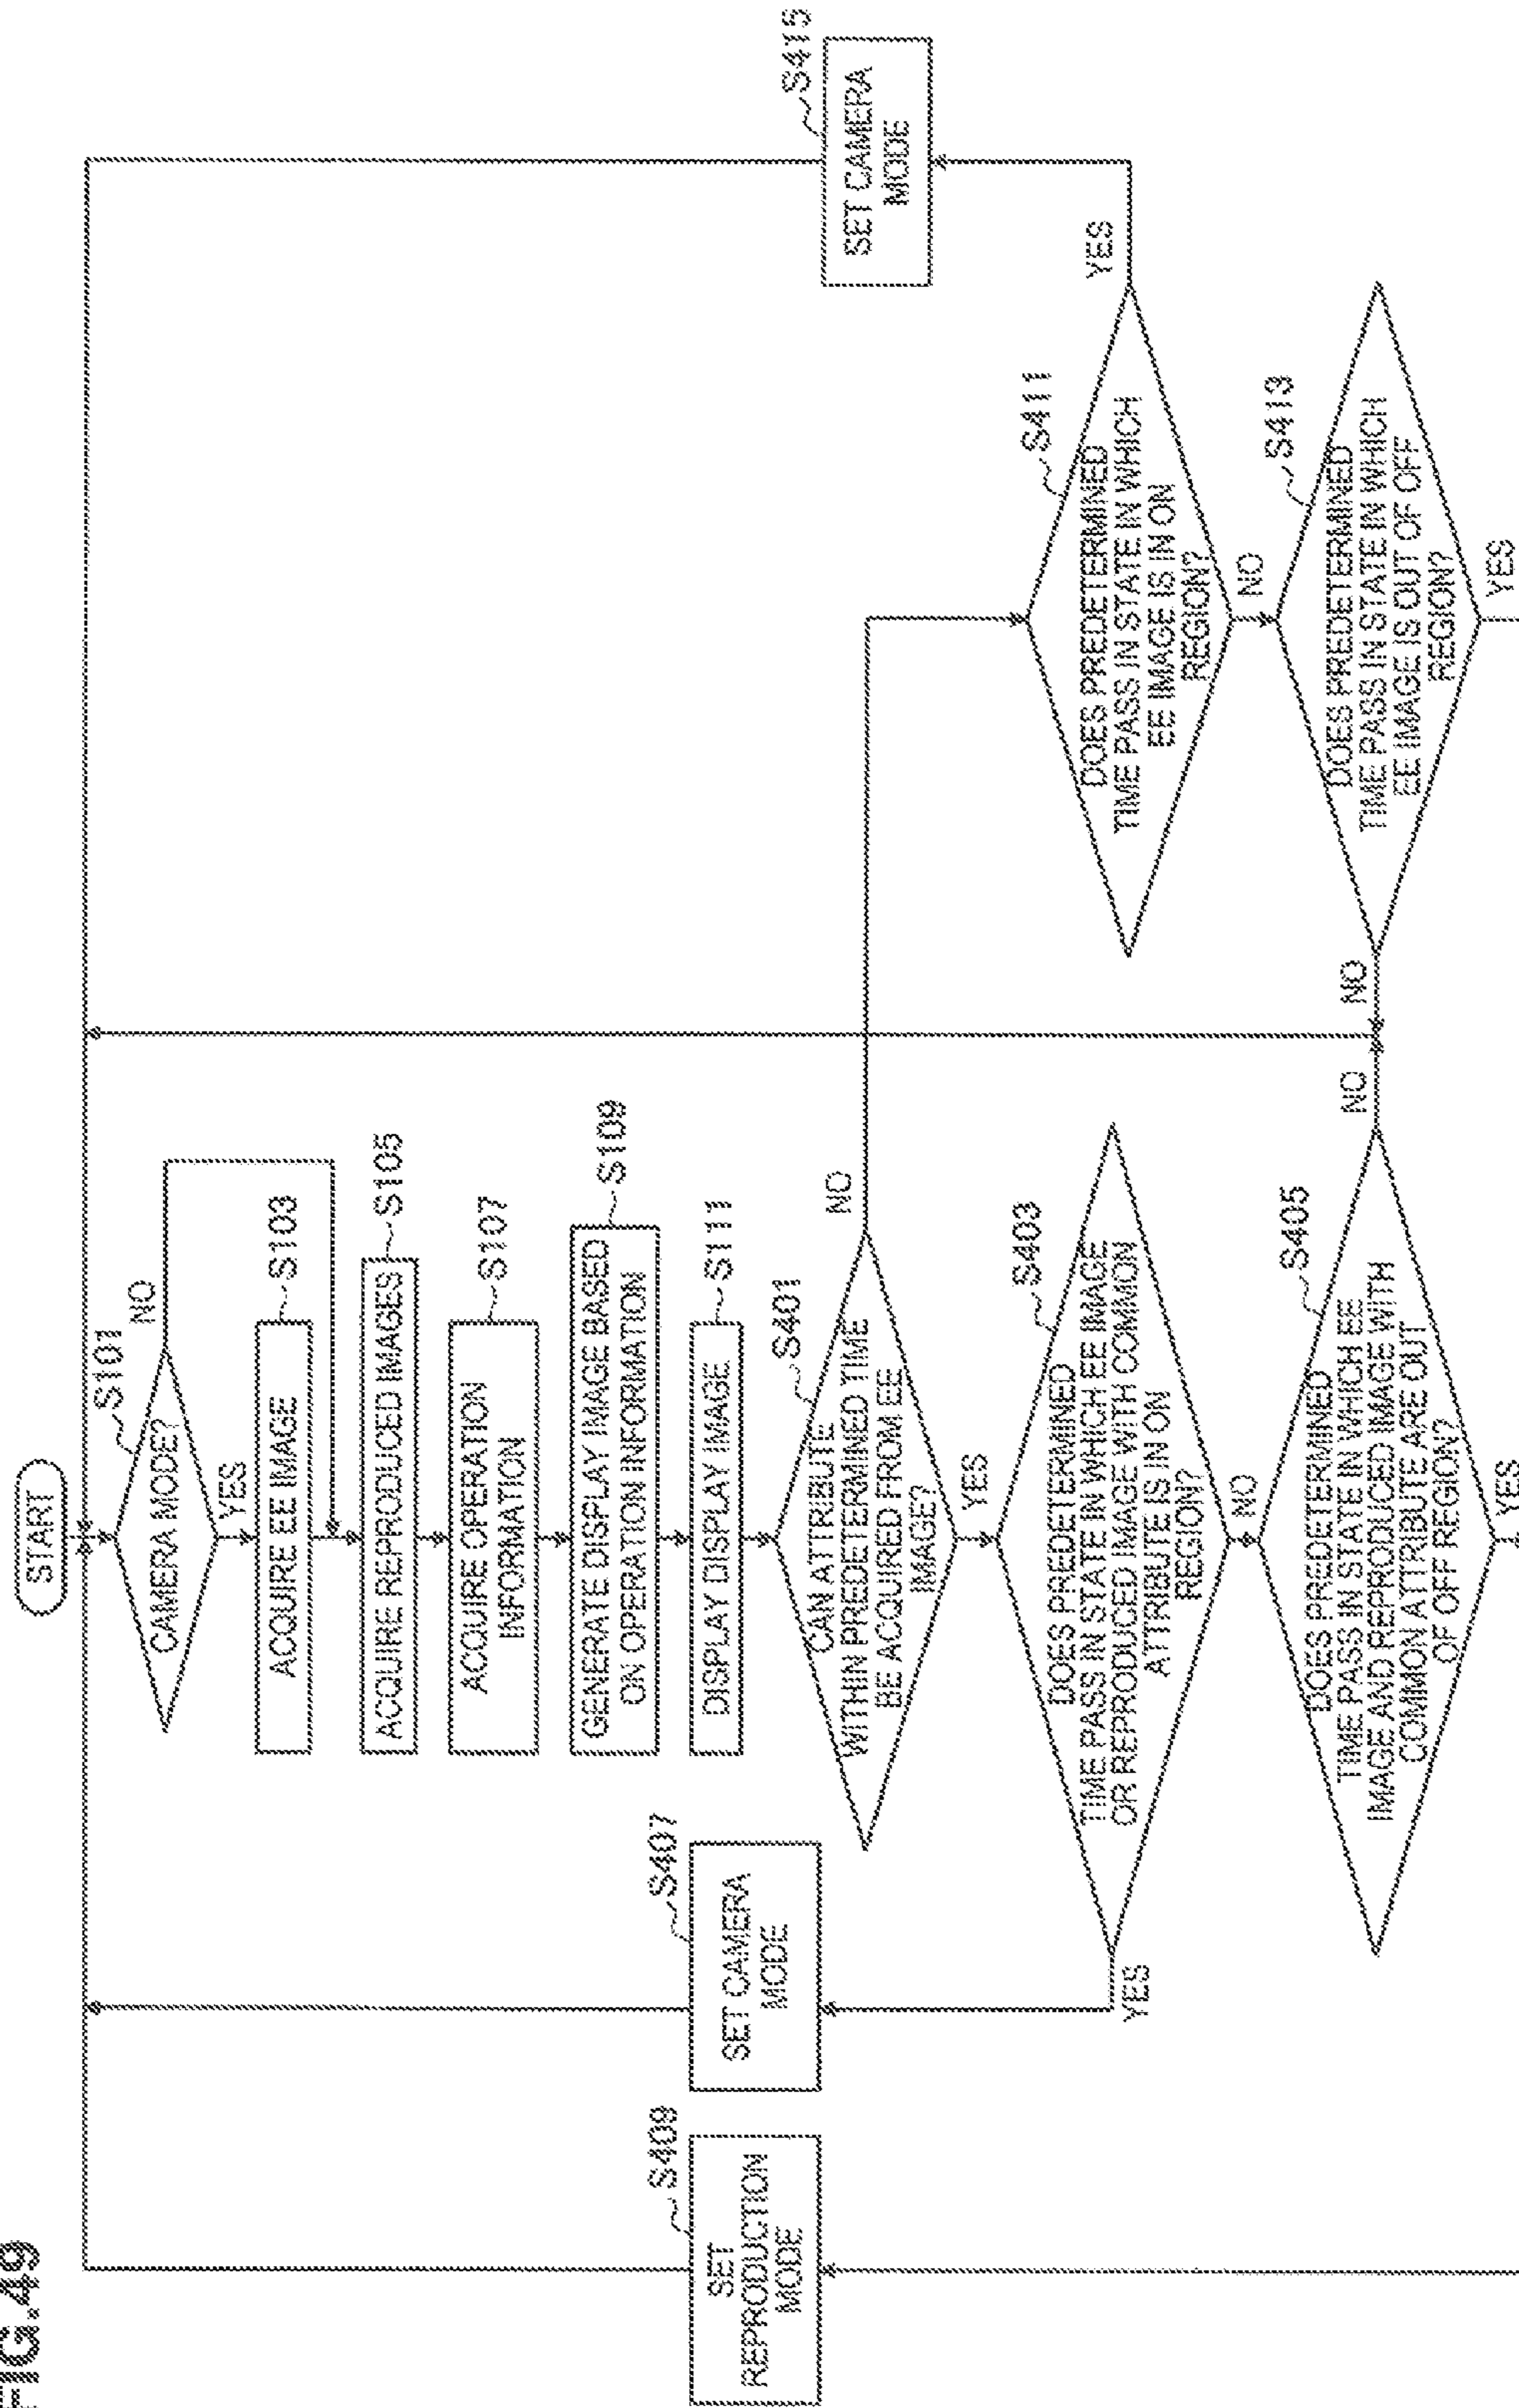 FIG.49
START
S101
CAMERA MODE?
NO
YES
S103
ACQUIRE EE IMAGE
S105
ACQUIRE REPRODUCED IMAGES
S107
ACQUIRE OPERATION
INFORMATION
S109
GENERATE DISPLAY IMAGE BASED
ON OPERATION INFORMATION
S111
DISPLAY DISPLAY IMAGE
S401
CAN ATTRIBUTE
WITHIN PREDETERMINED TIME
BE ACQUIRED FROM EE
IMAGE?
NO
YES
S403
DOES PREDETERMINED
TIME PASS IN STATE IN WHICH EE IMAGE
OR REPRODUCED IMAGE WITH COMMON
ATTRIBUTE IS IN ON
REGION?
YES
NO
S405
DOES PREDETERMINED
TIME PASS IN STATE IN WHICH EE
IMAGE AND REPRODUCED IMAGE WITH
COMMON ATTRIBUTE ARE OUT
OF OFF REGION?
NO
YES
S407
SET CAMERA
MODE
S409
SET
REPRODUCTION
MODE
S411
DOES PREDETERMINED
TIME PASS IN STATE IN WHICH
EE IMAGE IS IN ON
REGION?
YES
NO
S413
DOES PREDETERMINED
TIME PASS IN STATE IN WHICH
EE IMAGE IS OUT OF OFF
REGION?
NO
YES
S415
SET CAMERA
MODE